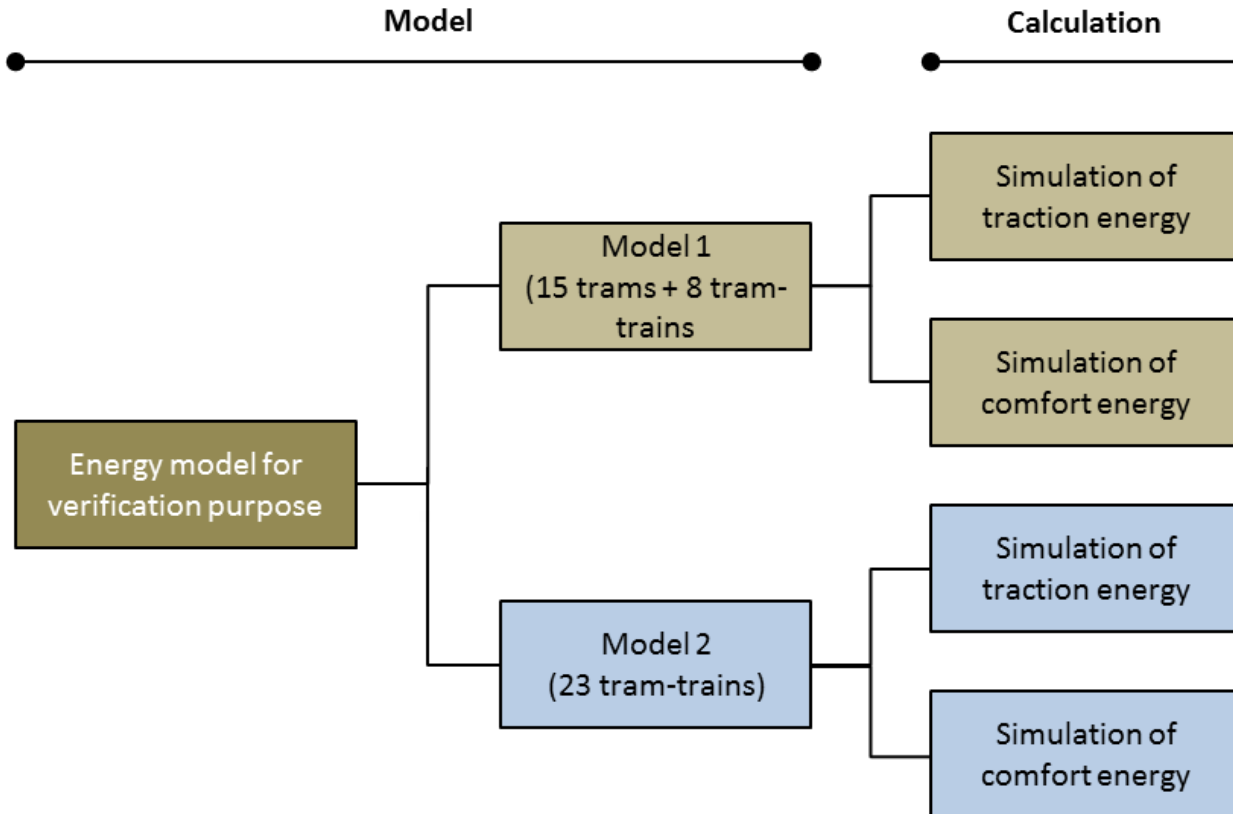 Model
Calculation
Simulation of
traction energy
Model 1
(15 trams + 8 tram-
trains
Simulation of
comfort energy
Energy model for
verification purpose
Simulation of
traction energy
Model 2
(23 tram-trains)
Simulation of
comfort energy